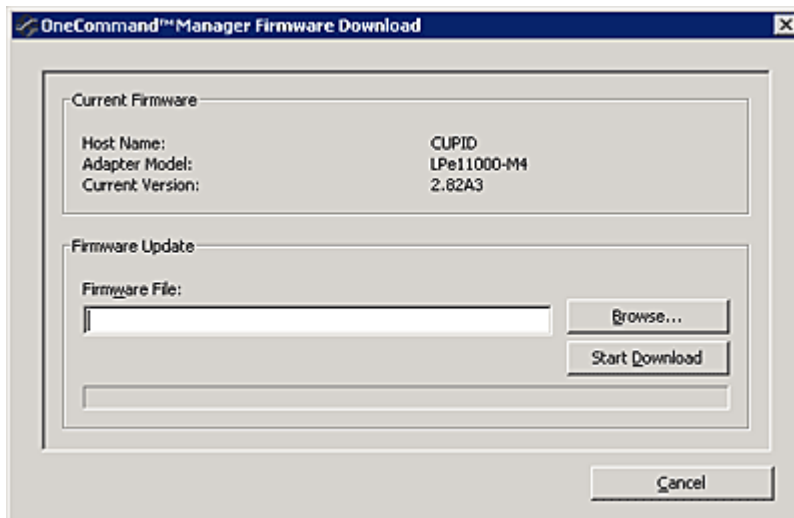 OneCommand™Manager Firmware Download
Current Firmware
Host Name: CUPID
Adapter Model: LPe11000-M4
Current Version: 2.82A3
Firmware Update
Firmware File:
Browse...
Start Download
Cancel